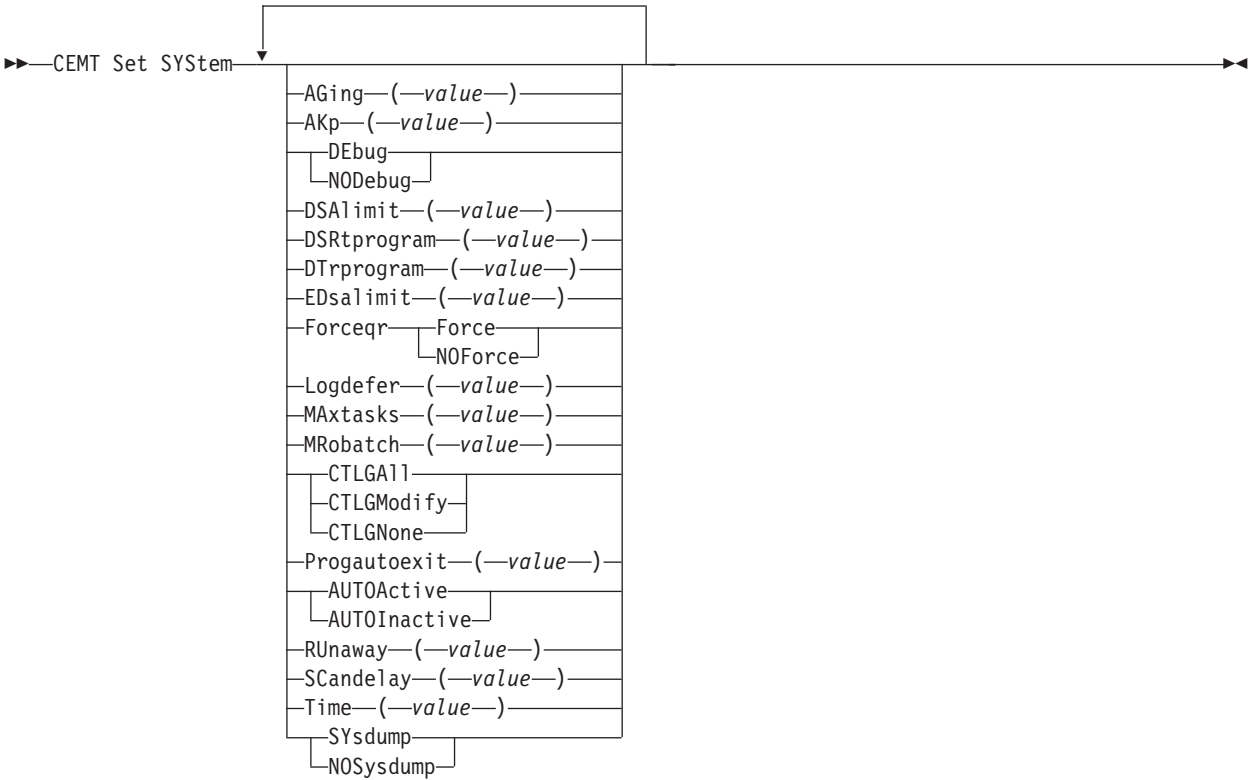 CEMT Set SYStem
AGing (value)
AKp (value)
DEbug
NODebug
DSAlimit (value)
DSRtprogram (value)
DTrprogram (value)
EDsalimit (value)
Forceqr Force
NOForce
Logdefer (value)
MAxtasks (value)
MRobatch (value)
CTLGAll
CTLGModify
CTLGNone
Progautoexit (value)
AUTOActive
AUTOInactive
RUnaway (value)
SCandelay (value)
Time (value)
SYsdump
NOSysdump